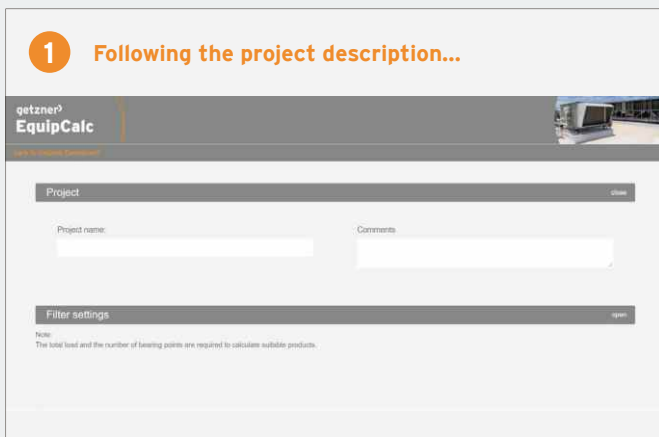 1 Following the project description...
getzner
EquipCalc
Project close
Project name: Comments
Filter settings open
Note:
The total load and the number of bearing points are required to calculate suitable products.